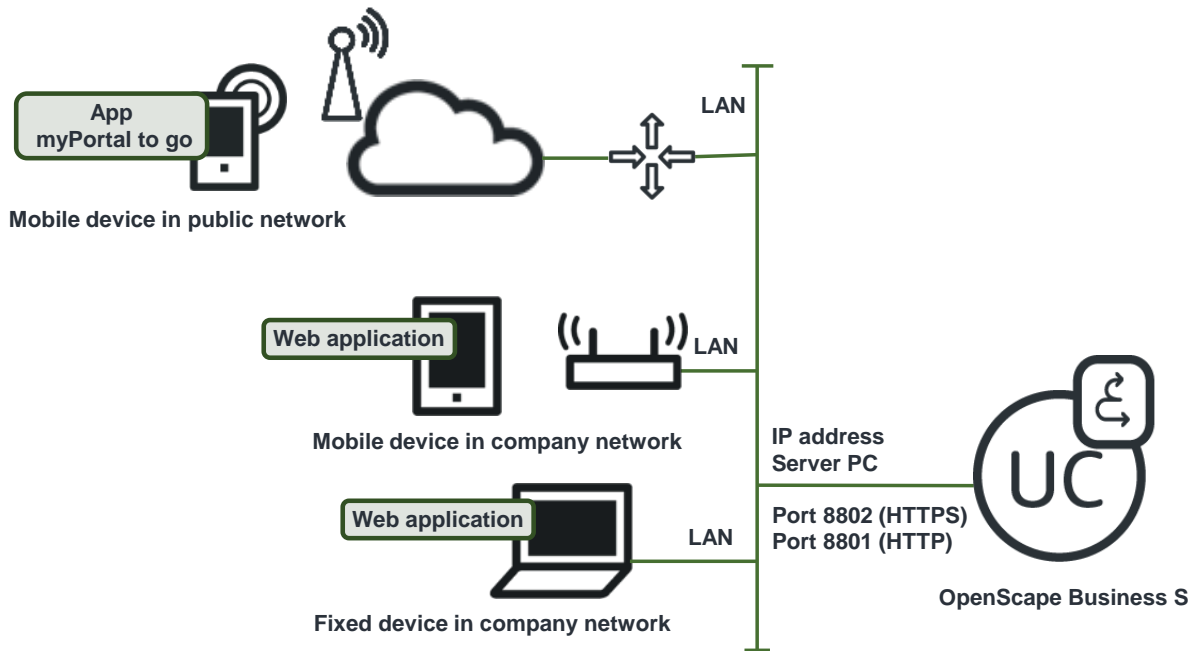 App
myPortal to go
LAN
Mobile device in public network
Web application
LAN
Mobile device in company network
IP address
Server PC
UC
Web application
Port 8802 (HTTPS)
Port 8801 (HTTP)
LAN
OpenScape Business S
Fixed device in company network